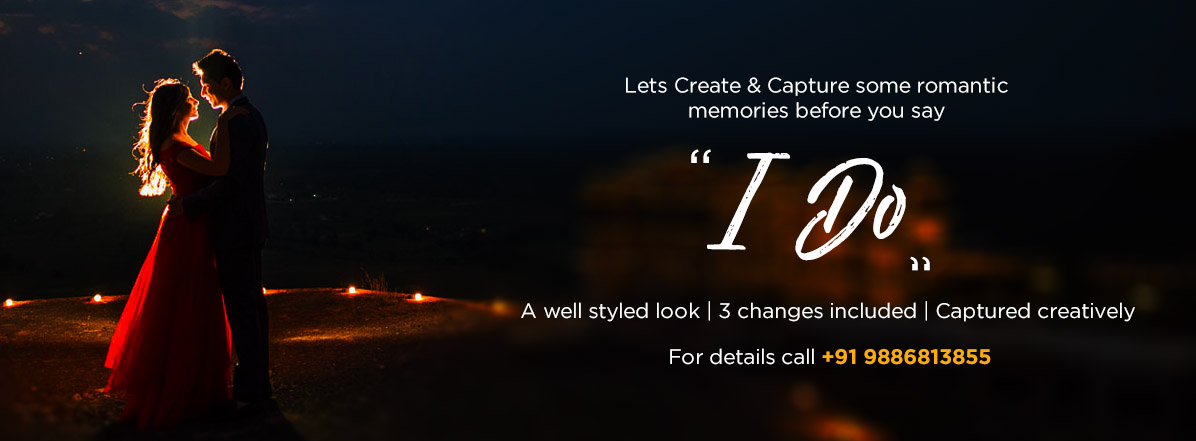 Lets Create & Capture some romantic
memories before you say
“ I Do ”
A well styled look | 3 changes included | Captured creatively
For details call +91 9886813855